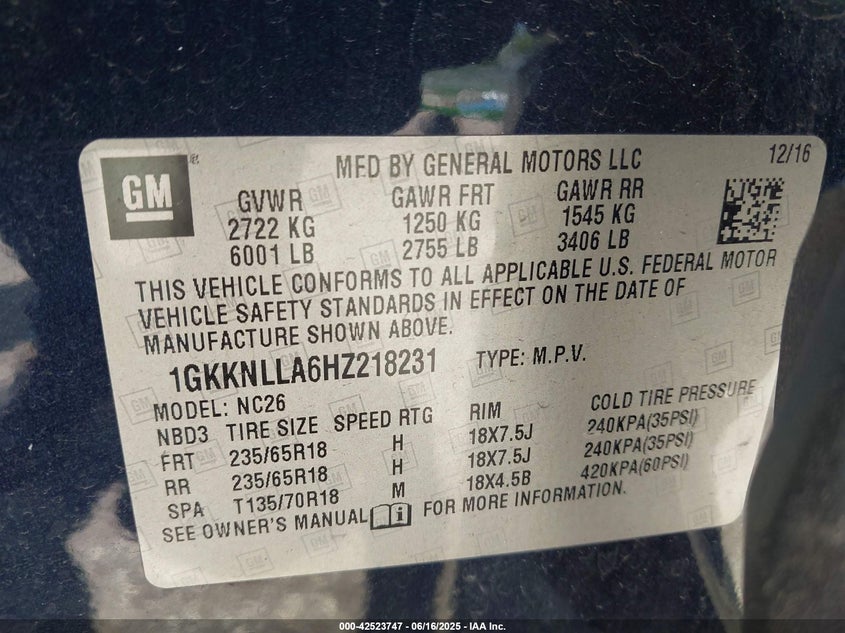 GM
MFD BY GENERAL MOTORS LLC 12/16
GVWR GAWR FRT GAWR RR
2722 KG 1250 KG 1545 KG
6001 LB 2755 LB 3406 LB
THIS VEHICLE CONFORMS TO ALL APPLICABLE U.S. FEDERAL MOTOR
VEHICLE SAFETY STANDARDS IN EFFECT ON THE DATE OF
MANUFACTURE SHOWN ABOVE.
1GKKNLLA6HZ218231 TYPE: M.P.V.
MODEL: NC26
NBD3 TIRE SIZE SPEED RTG RIM COLD TIRE PRESSURE
FRT 235/65R18 H 18X7.5J 240KPA(35PSI)
RR 235/65R18 H 18X7.5J 240KPA(35PSI)
SPA T135/70R18 M 18X4.5B 420KPA(60PSI)
SEE OWNER'S MANUAL FOR MORE INFORMATION.
000-42523747 - 06/16/2025 - IAA Inc.